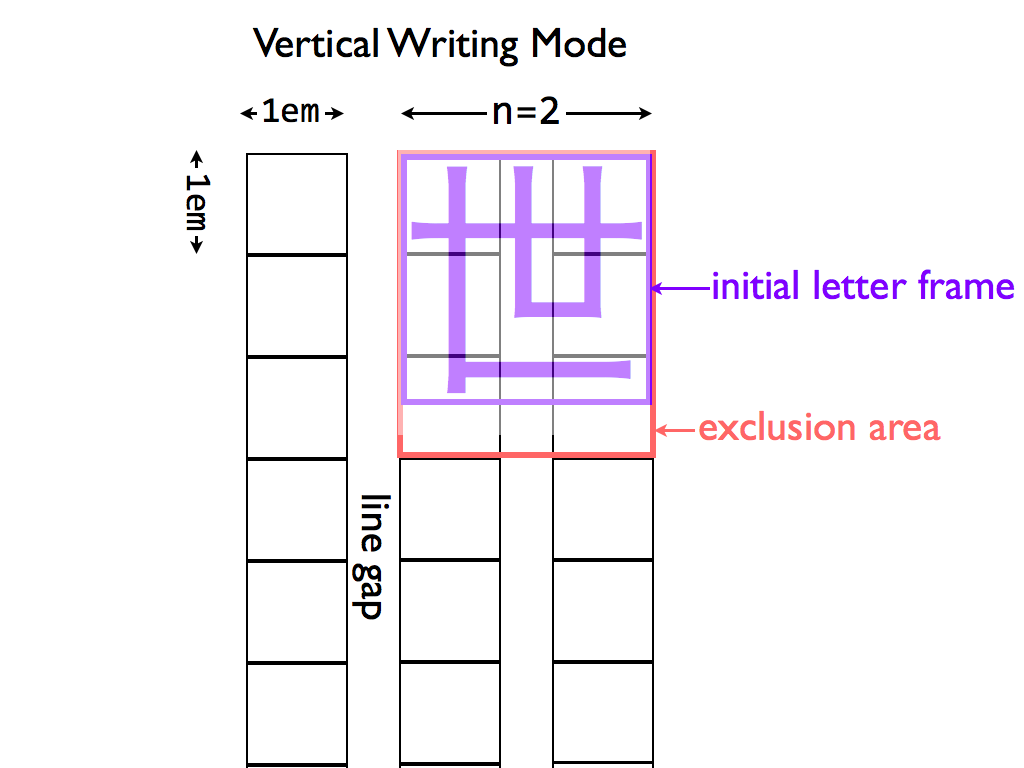 Vertical Writing Mode
1em
n=2
1em
世
initial letter frame
exclusion area
line gap